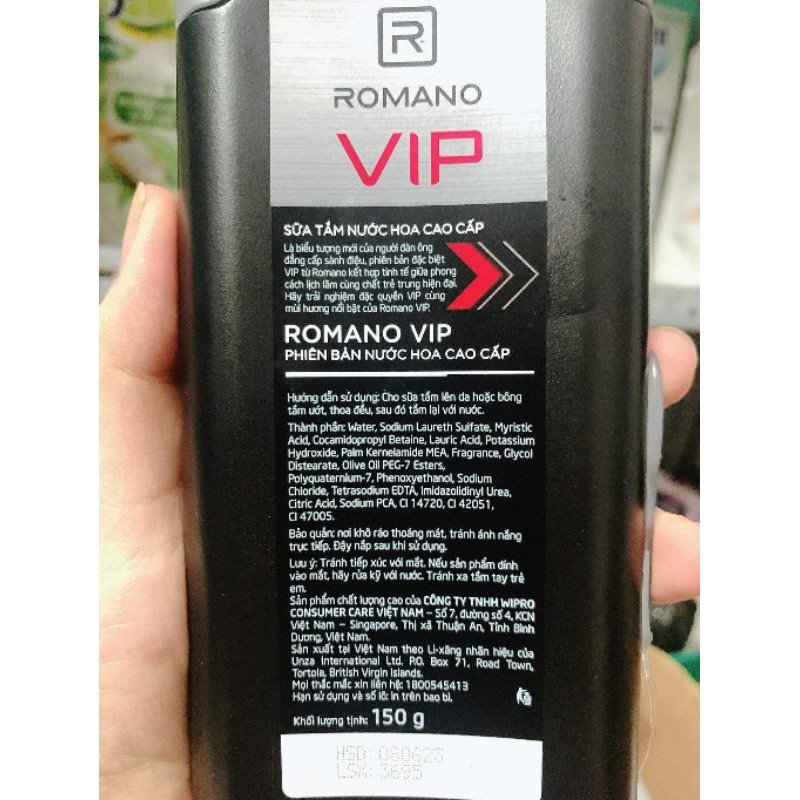 R
ROMANO
VIP
SỮA TẮM NƯỚC HOA CAO CẤP
Là biểu tượng mới của người đàn ông
đẳng cấp sành điệu, phiên bản đặc biệt
VIP từ Romano kết hợp tinh tế giữa phong
cách lịch lãm cùng chất trẻ trung hiện đại.
Hãy trải nghiệm đặc quyền VIP cùng
mùi hương nổi bật của Romano VIP.
ROMANO VIP
PHIÊN BẢN NƯỚC HOA CAO CẤP
Hướng dẫn sử dụng: Cho sữa tắm lên da hoặc bông
tắm ướt, thoa đều, sau đó tắm lại với nước.
Thành phần: Water, Sodium Laureth Sulfate, Myristic
Acid, Cocamidopropyl Betaine, Lauric Acid, Potassium
Hydroxide, Palm Kernelamide MEA, Fragrance, Glycol
Distearate, Olive Oil PEG-7 Esters,
Polyquaternium-7, Phenoxyethanol, Sodium
Chloride, Tetrasodium EDTA, Imidazolidinyl Urea,
Citric Acid, Sodium PCA, CI 14720, CI 42051,
CI 47005.
Bảo quản: nơi khô ráo thoáng mát, tránh ánh nắng
trực tiếp. Đậy nắp sau khi sử dụng.
Lưu ý: Tránh tiếp xúc với mắt. Nếu sản phẩm dính
vào mắt, hãy rửa kỹ với nước. Tránh xa tầm tay trẻ
em.
Sản phẩm chất lượng cao của CÔNG TY TNHH WIPRO
CONSUMER CARE VIỆT NAM – Số 7, đường số 4, KCN
Việt Nam – Singapore, Thị xã Thuận An, Tỉnh Bình
Dương, Việt Nam.
Sản xuất tại Việt Nam theo Li-xăng nhãn hiệu của
Unza International Ltd. P.O. Box 71, Road Town,
Tortola, British Virgin Islands.
Mọi thắc mắc xin liên hệ: 1800545413
Hạn sử dụng và số lô: in trên bao bì.
Khối lượng tịnh: 150 g
HSD: 080623
LSX: 3695